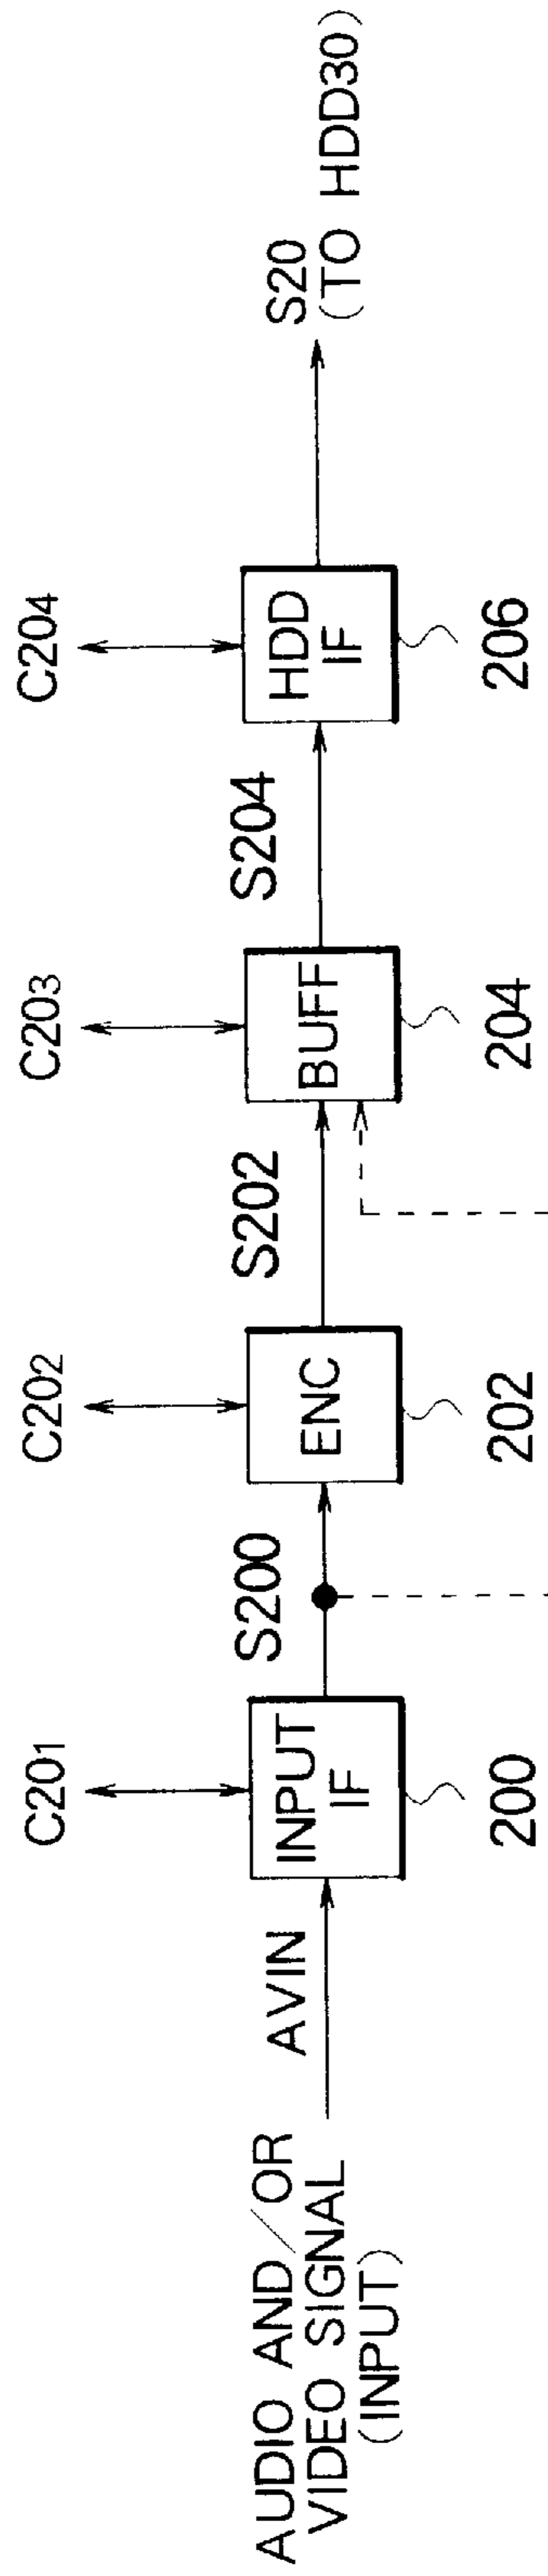 C201
C202
C203
C204
AUDIO AND/OR
VIDEO SIGNAL
(INPUT)
AVIN
INPUT
IF
S200
ENC
S202
BUFF
S204
HDD
IF
S20
(TO HDD30)
200
202
204
206